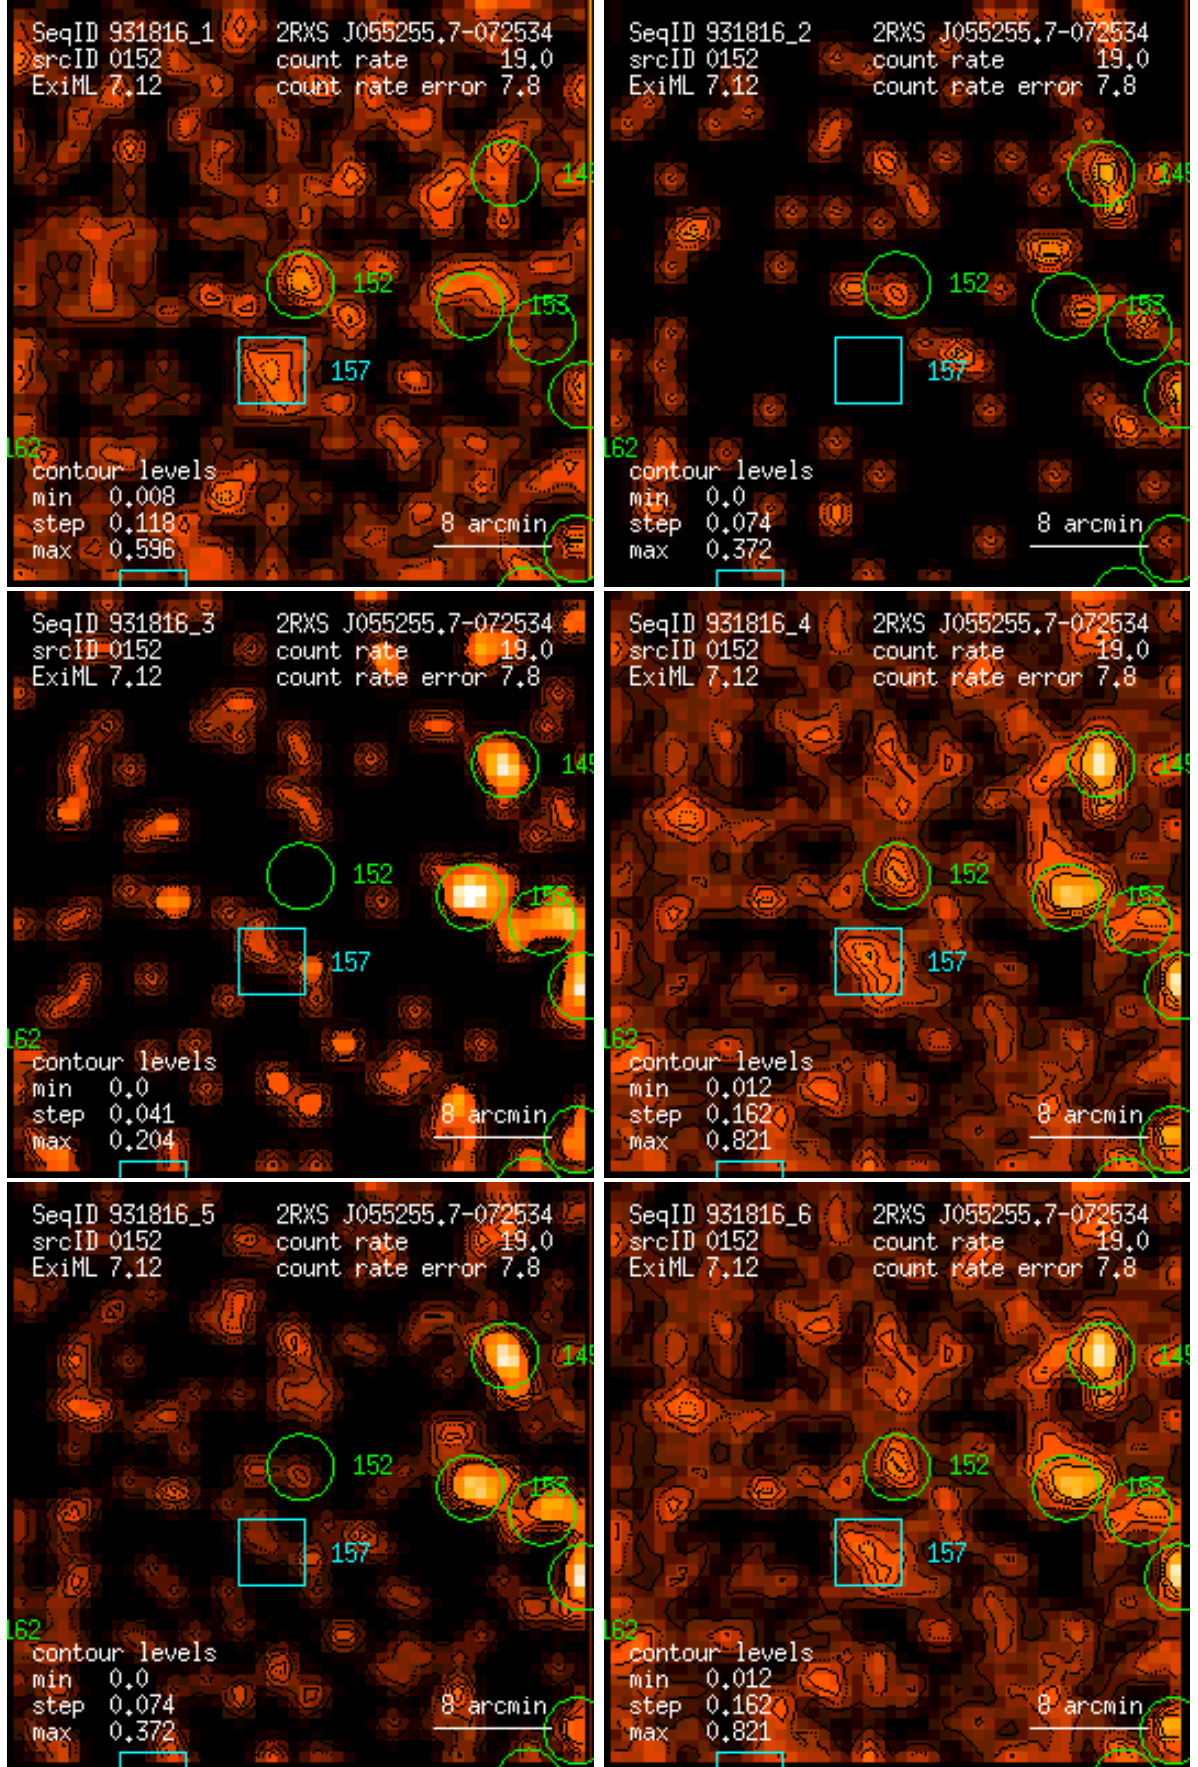 SeqID 931816_1 2RXS J055255.7-072534
srcID 0152 count rate 19.0
ExiML 7.12 count rate error 7.8
145
152
153
157
162
contour levels
min 0.008
step 0.118 8 arcmin
max 0.596
SeqID 931816_2 2RXS J055255.7-072534
srcID 0152 count rate 19.0
ExiML 7.12 count rate error 7.8
145
152
153
157
162
contour levels
min 0.0
step 0.074 8 arcmin
max 0.372
SeqID 931816_3 2RXS J055255.7-072534
srcID 0152 count rate 19.0
ExiML 7.12 count rate error 7.8
145
152
153
157
162
contour levels
min 0.0
step 0.041 8 arcmin
max 0.204
SeqID 931816_4 2RXS J055255.7-072534
srcID 0152 count rate 19.0
ExiML 7.12 count rate error 7.8
145
152
153
157
162
contour levels
min 0.012
step 0.162 8 arcmin
max 0.821
SeqID 931816_5 2RXS J055255.7-072534
srcID 0152 count rate 19.0
ExiML 7.12 count rate error 7.8
145
152
153
157
162
contour levels
min 0.0
step 0.074 8 arcmin
max 0.372
SeqID 931816_6 2RXS J055255.7-072534
srcID 0152 count rate 19.0
ExiML 7.12 count rate error 7.8
145
152
153
157
162
contour levels
min 0.012
step 0.162 8 arcmin
max 0.821